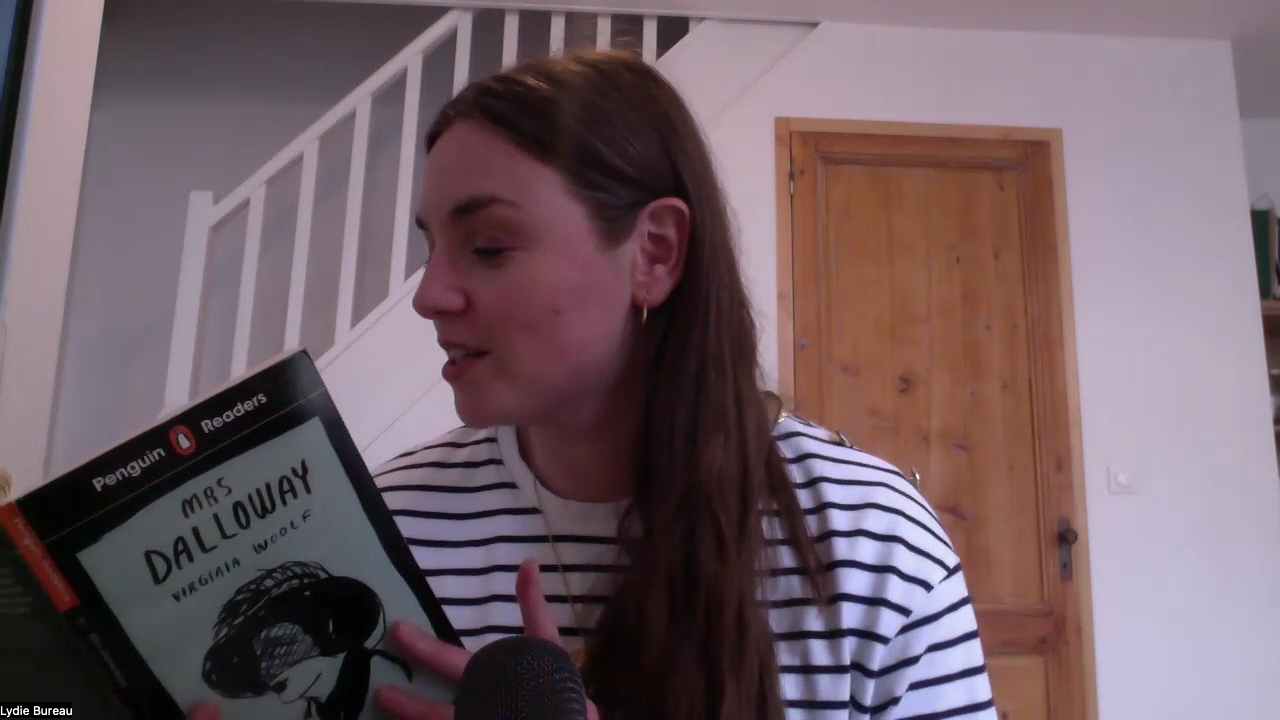 Penguin Readers
MRS
DALLOWAY
VIRGINIA WOOLF
Lydie Bureau